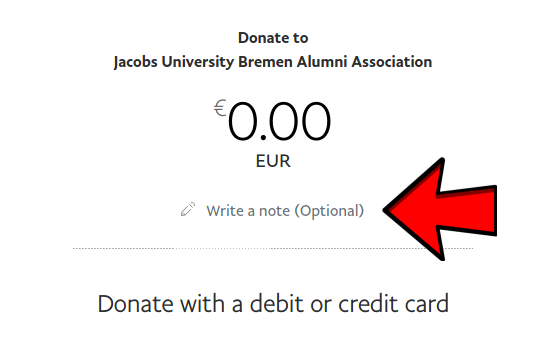 Donate to
Jacobs University Bremen Alumni Association
€0.00
EUR
Write a note (Optional)
Donate with a debit or credit card